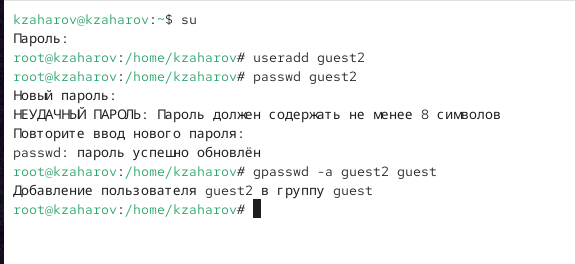 kzaharov@kzaharov:~$ su
Пароль:
root@kzaharov:/home/kzaharov# useradd guest2
root@kzaharov:/home/kzaharov# passwd guest2
Новый пароль:
НЕУДАЧНЫЙ ПАРОЛЬ: Пароль должен содержать не менее 8 символов
Повторите ввод нового пароля:
passwd: пароль успешно обновлён
root@kzaharov:/home/kzaharov# gpasswd -a guest2 guest
Добавление пользователя guest2 в группу guest
root@kzaharov:/home/kzaharov#